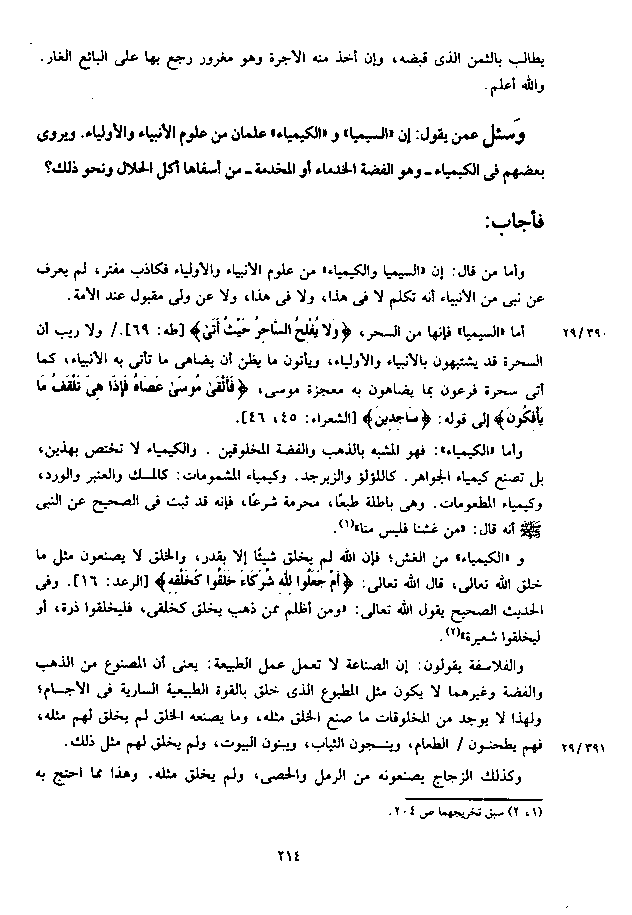 يطالب بالثمن الذى قبضه، وإن أخذ منه الأجرة وهو مغرور رجع بها على البائع الغار.
والله أعلم.
وَسئل عمن يقول: إن «السيميا» و «الكيمياء» علمان من علوم الأنبياء والأولياء. ويروى
بعضهم فى الكيمياء ــ وهو الفضة الخدماء أو المخدمة ــ من أسفاها أكل الحلال ونحو ذلك؟
فأجاب:
وأما من قال: إن «السيميا والكيمياء» من علوم الأنبياء والأولياء فكاذب مفتر، لم يعرف
عن نبى من الأنبياء أنه تكلم لا فى هذا، ولا فى هذا، ولا عن ولى مقبول عند الأمة.
أما «السيميا» فإنها من السحر، ﴿وَلا يُفْلِحُ السَّاحِرُ حَيْثُ أَتَىٰ﴾ [طه: ٦٩]./ ولا ريب أن
٢٩/٣٩٠
السحرة قد يشتبهون بالأنبياء والأولياء، ويأتون ما يظن أن يضاهى ما تأتى به الأنبياء، كما
أتى سحرة فرعون بما يضاهون به معجزة موسى، ﴿فَأَلْقَىٰ مُوسَىٰ عَصَاهُ فَإِذَا هِيَ تَلْقَفُ مَا
يَأْفِكُونَ﴾ إلى قوله: ﴿سَاجِدِينَ﴾ [الشعراء: ٤٥، ٤٦].
وأما «الكيمياء»: فهو المشبه بالذهب والفضة المخلوقين . والكيمياء لا تختص بهذين،
بل تصنع كيمياء الجواهر. كاللؤلؤ والزبرجد. وكيمياء المشمومات: كالمسك والعنبر والورد،
وكيمياء المطعومات. وهى باطلة طبعًا، محرمة شرعًا، فإنه قد ثبت فى الصحيح عن النبى
ﷺ أنه قال: «من غشنا فليس منا»(١).
و «الكيمياء» من الغش؛ فإن الله لم يخلق شيئًا إلا بقدر، والخلق لا يصنعون مثل ما
خلق الله تعالى، قال الله تعالى: ﴿أَمْ جَعَلُوا لِلَّهِ شُرَكَاءَ خَلَقُوا كَخَلْقِهِ﴾ [الرعد: ١٦]. وفى
الحديث الصحيح يقول الله تعالى: «ومن أظلم ممن ذهب يخلق كخلقى، فليخلقوا ذرة، أو
ليخلقوا شعيرة»(٢).
والفلاسفة يقولون: إن الصناعة لا تعمل عمل الطبيعة: يعنى أن المصنوع من الذهب
والفضة وغيرهما لا يكون مثل المطبوع الذى خلق بالقوة الطبيعية السارية فى الأجسام؛
ولهذا لا يوجد من المخلوقات ما صنع الخلق مثله، وما يصنعه الخلق لم يخلق لهم مثله،
فهم يطحنون / الطعام، وينسجون الثياب، ويبنون البيوت، ولم يخلق لهم مثل ذلك.
٢٩/٣٩١
وكذلك الزجاج يصنعونه من الرمل والحصى، ولم يخلق مثله. وهذا مما احتج به
(١ ، ٢) سبق تخريجهما ص ٢٠٤.
٢١٤